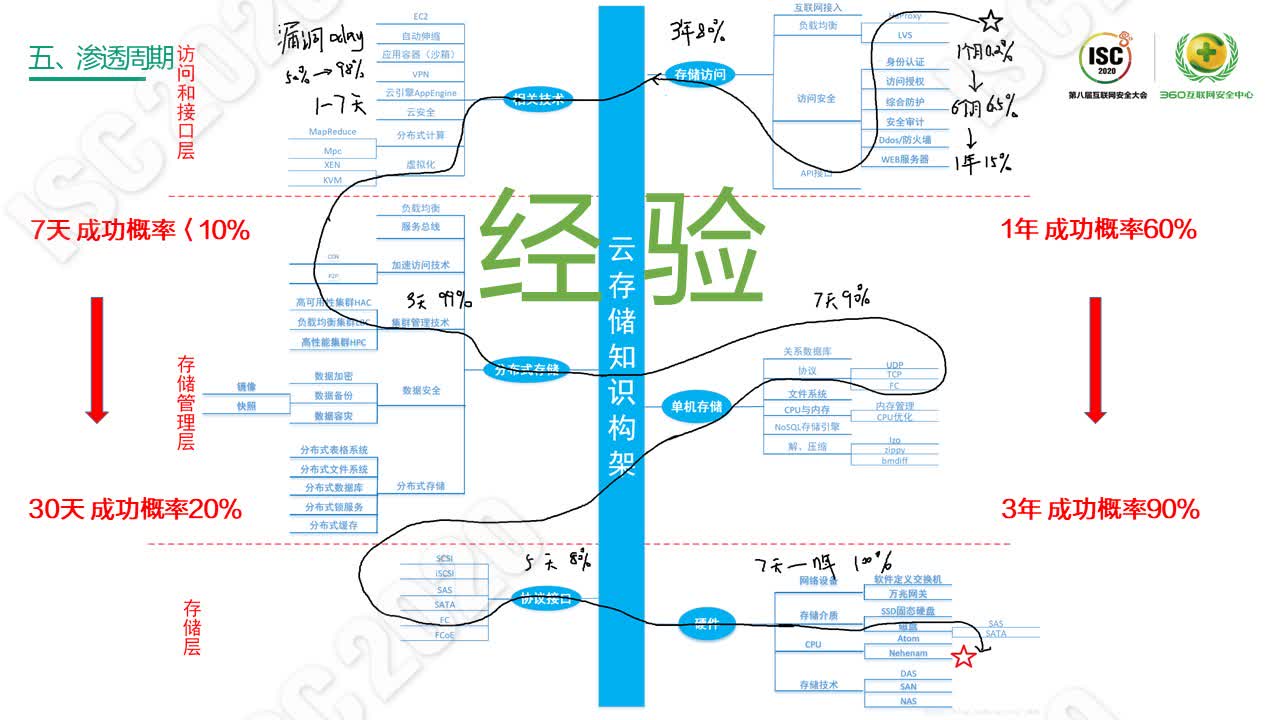 五、渗透周期
访问和接口层
漏洞 0day
50%→98%
1-7天
EC2
自动伸缩
应用容器（沙箱）
VPN
云引擎AppEngine
云安全
MapReduce
分布式计算
Mpc
XEN
虚拟化
KVM
相关技术
3年80%
存储访问
互联网接入
负载均衡
HaProxy
LVS
访问安全
身份认证
访问授权
综合防护
安全审计
Ddos/防火墙
WEB服务器
API接口
1个月0.2%
6个月6.5%
1年15%
ISC
2020
第八届互联网安全大会
360互联网安全中心
7天 成功概率〈 10%
30天 成功概率20%
1年 成功概率60%
3年 成功概率90%
经验
云存储知识构架
存储管理层
负载均衡
服务总线
CDN
P2P
加速访问技术
3天 99%
高可用性集群HAC
负载均衡集群LBC
高性能集群HPC
集群管理技术
分布式存储
镜像
快照
数据加密
数据备份
数据容灾
数据安全
分布式表格系统
分布式文件系统
分布式数据库
分布式锁服务
分布式缓存
分布式存储
7天90%
单机存储
关系数据库
协议
UDP
TCP
FC
文件系统
CPU与内存
内存管理
CPU优化
NoSQL存储引擎
解、压缩
lzo
zippy
bmdiff
存储层
SCSI
iSCSI
SAS
SATA
FC
FCoE
5天 80%
协议接口
7天一1年 100%
硬件
网络设备
软件定义交换机
万兆网关
存储介质
SSD固态硬盘
磁盘
SAS
SATA
CPU
Atom
Nehenam
存储技术
DAS
SAN
NAS
ISC 2020
ISC 2020
ISC 2020